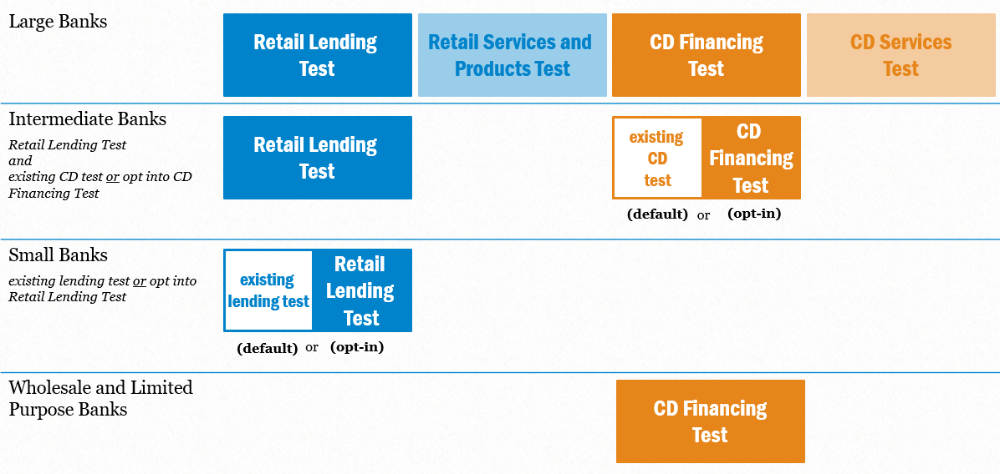 Large Banks
Retail Lending
Test
Retail Services and
Products Test
CD Financing
Test
CD Services
Test
Intermediate Banks
Retail Lending Test
and
existing CD test or opt into CD
Financing Test
Retail Lending
Test
existing
CD
test
CD
Financing
Test
(default) or (opt-in)
Small Banks
existing lending test or opt into
Retail Lending Test
existing
lending test
Retail
Lending
Test
(default) or (opt-in)
Wholesale and Limited
Purpose Banks
CD Financing
Test